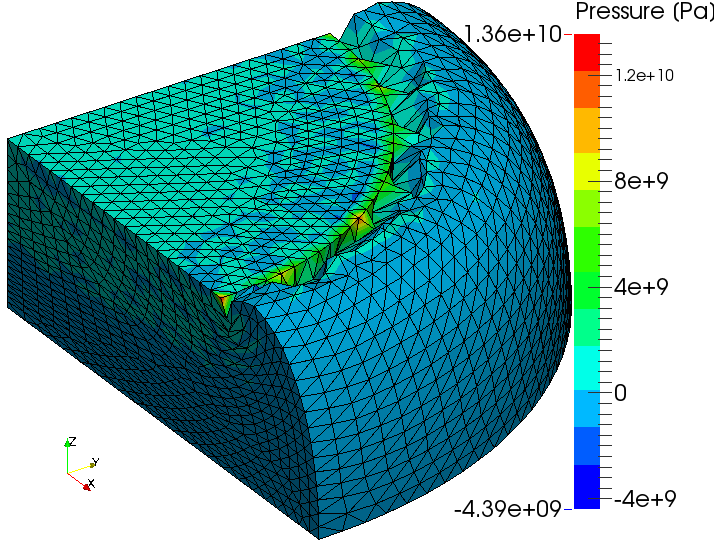 Pressure (Pa)
1.36e+10
1.2e+10
8e+9
4e+9
0
-4e+9
-4.39e+09
Z
Y
X